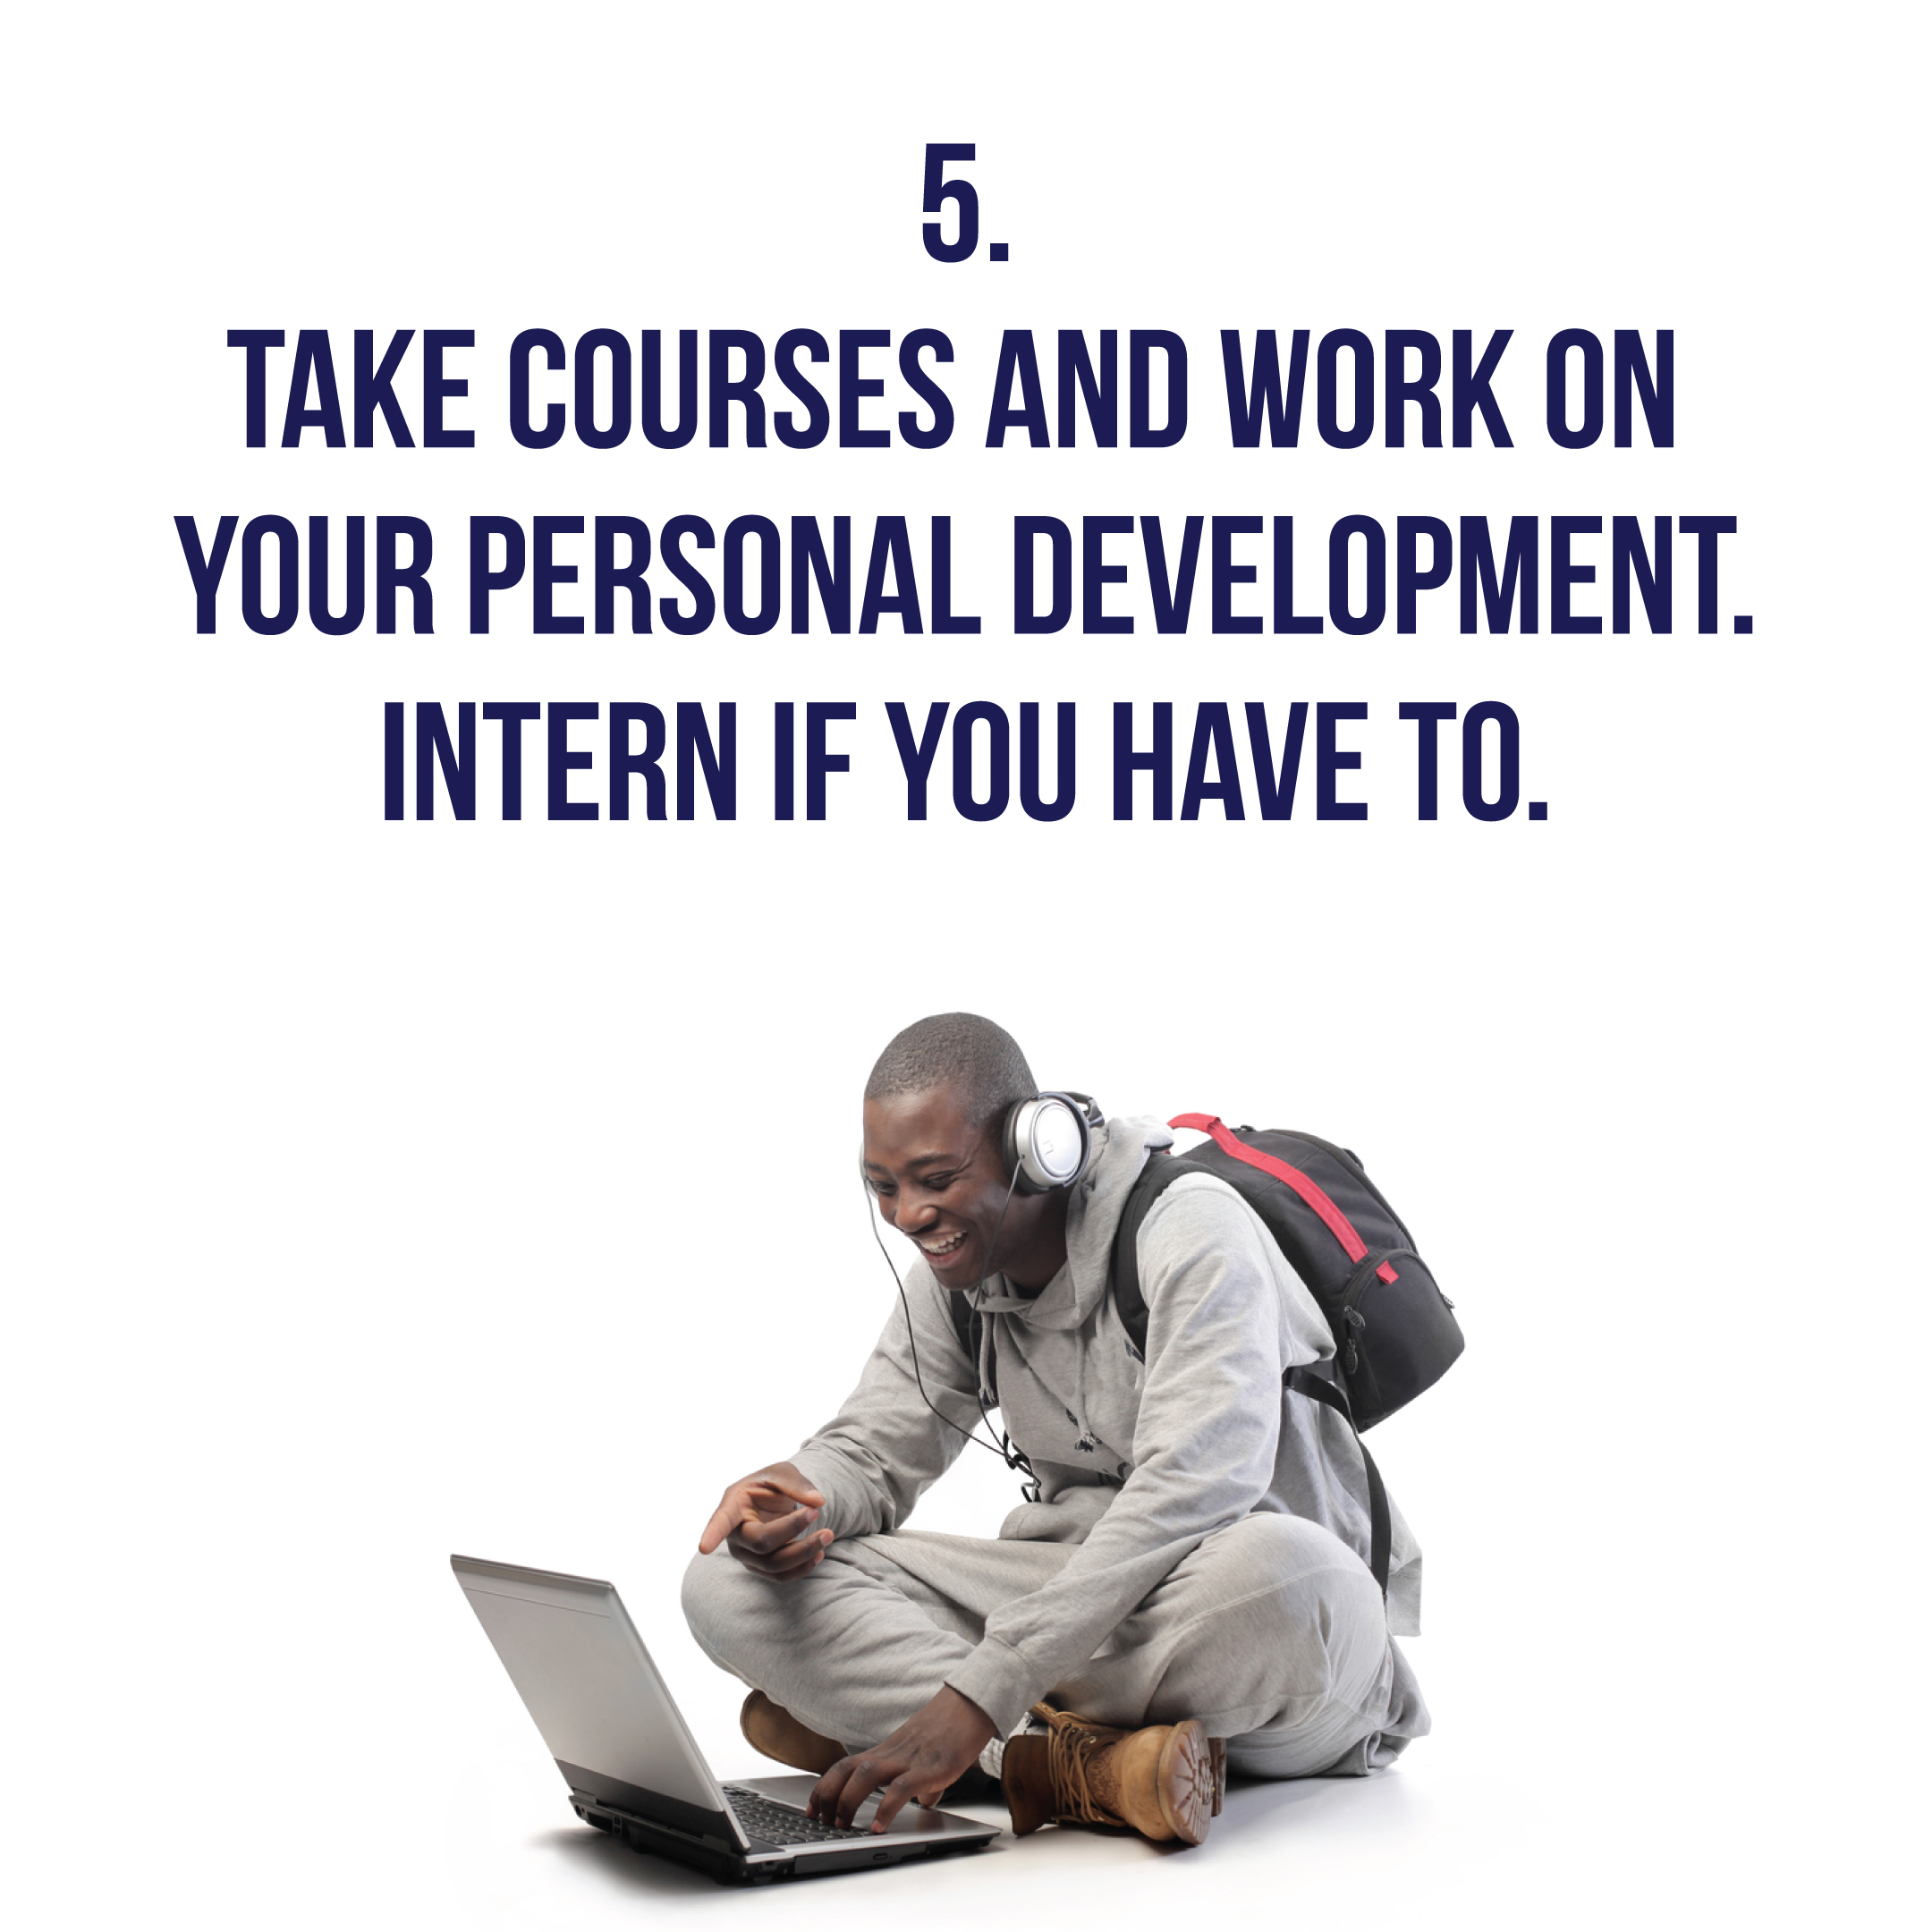 5.
TAKE COURSES AND WORK ON
YOUR PERSONAL DEVELOPMENT.
INTERN IF YOU HAVE TO.